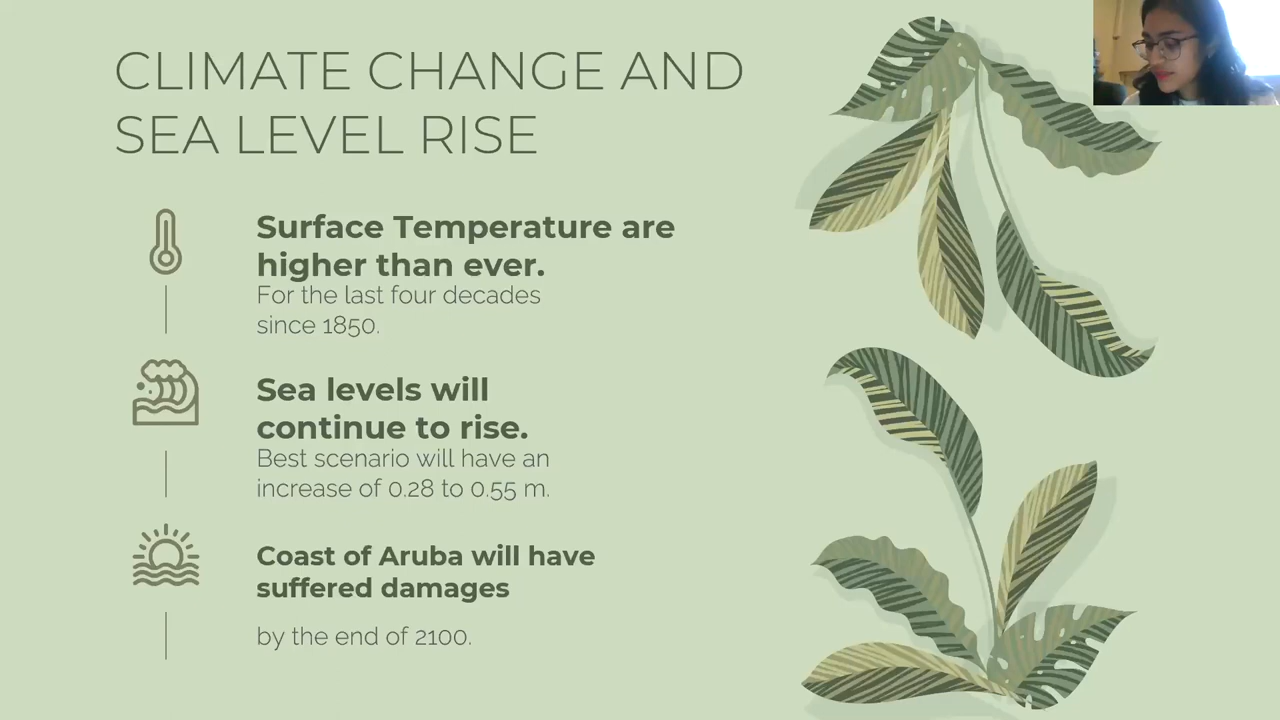 CLIMATE CHANGE AND
SEA LEVEL RISE
Surface Temperature are
higher than ever.
For the last four decades
since 1850.
Sea levels will
continue to rise.
Best scenario will have an
increase of 0.28 to 0.55 m.
Coast of Aruba will have
suffered damages
by the end of 2100.